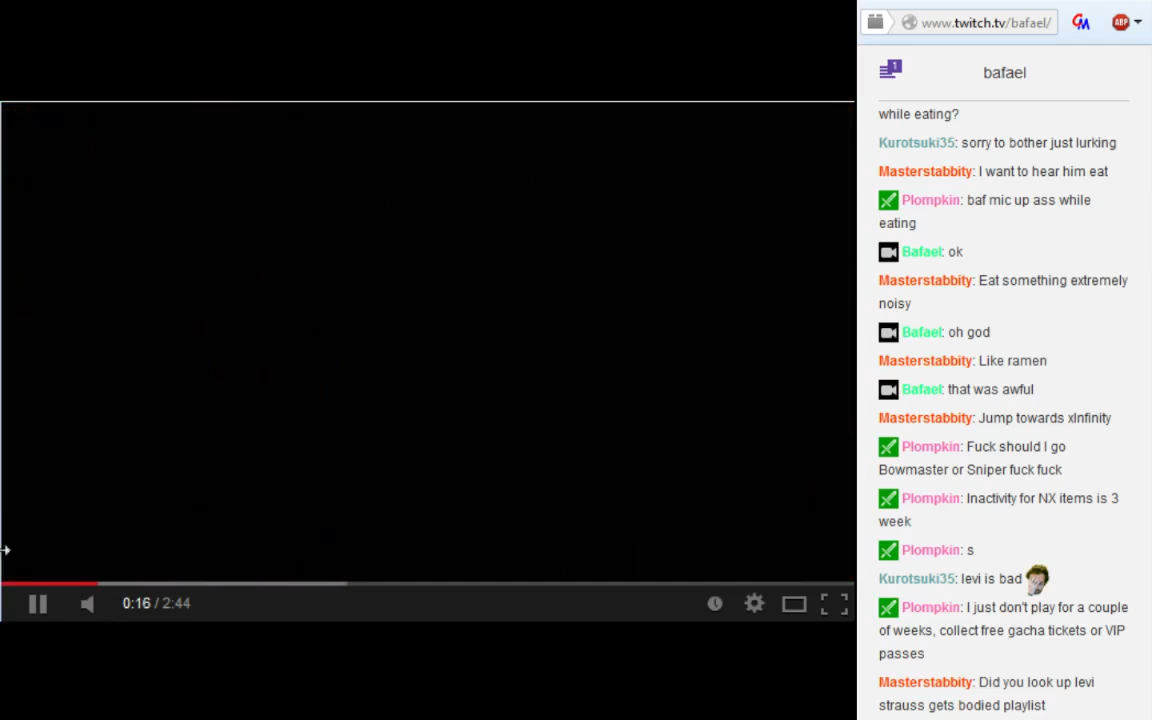 www.twitch.tv/bafael/
GM
ABP
1
bafael
while eating?
Kurotsuki35: sorry to bother just lurking
Masterstabbity: I want to hear him eat
Plompkin: baf mic up ass while
eating
Bafael: ok
Masterstabbity: Eat something extremely
noisy
Bafael: oh god
Masterstabbity: Like ramen
Bafael: that was awful
Masterstabbity: Jump towards xInfinity
Plompkin: Fuck should I go
Bowmaster or Sniper fuck fuck
Plompkin: Inactivity for NX items is 3
week
Plompkin: s
Kurotsuki35: levi is bad
Plompkin: I just don't play for a couple
of weeks, collect free gacha tickets or VIP
passes
Masterstabbity: Did you look up levi
strauss gets bodied playlist
0:16 / 2:44